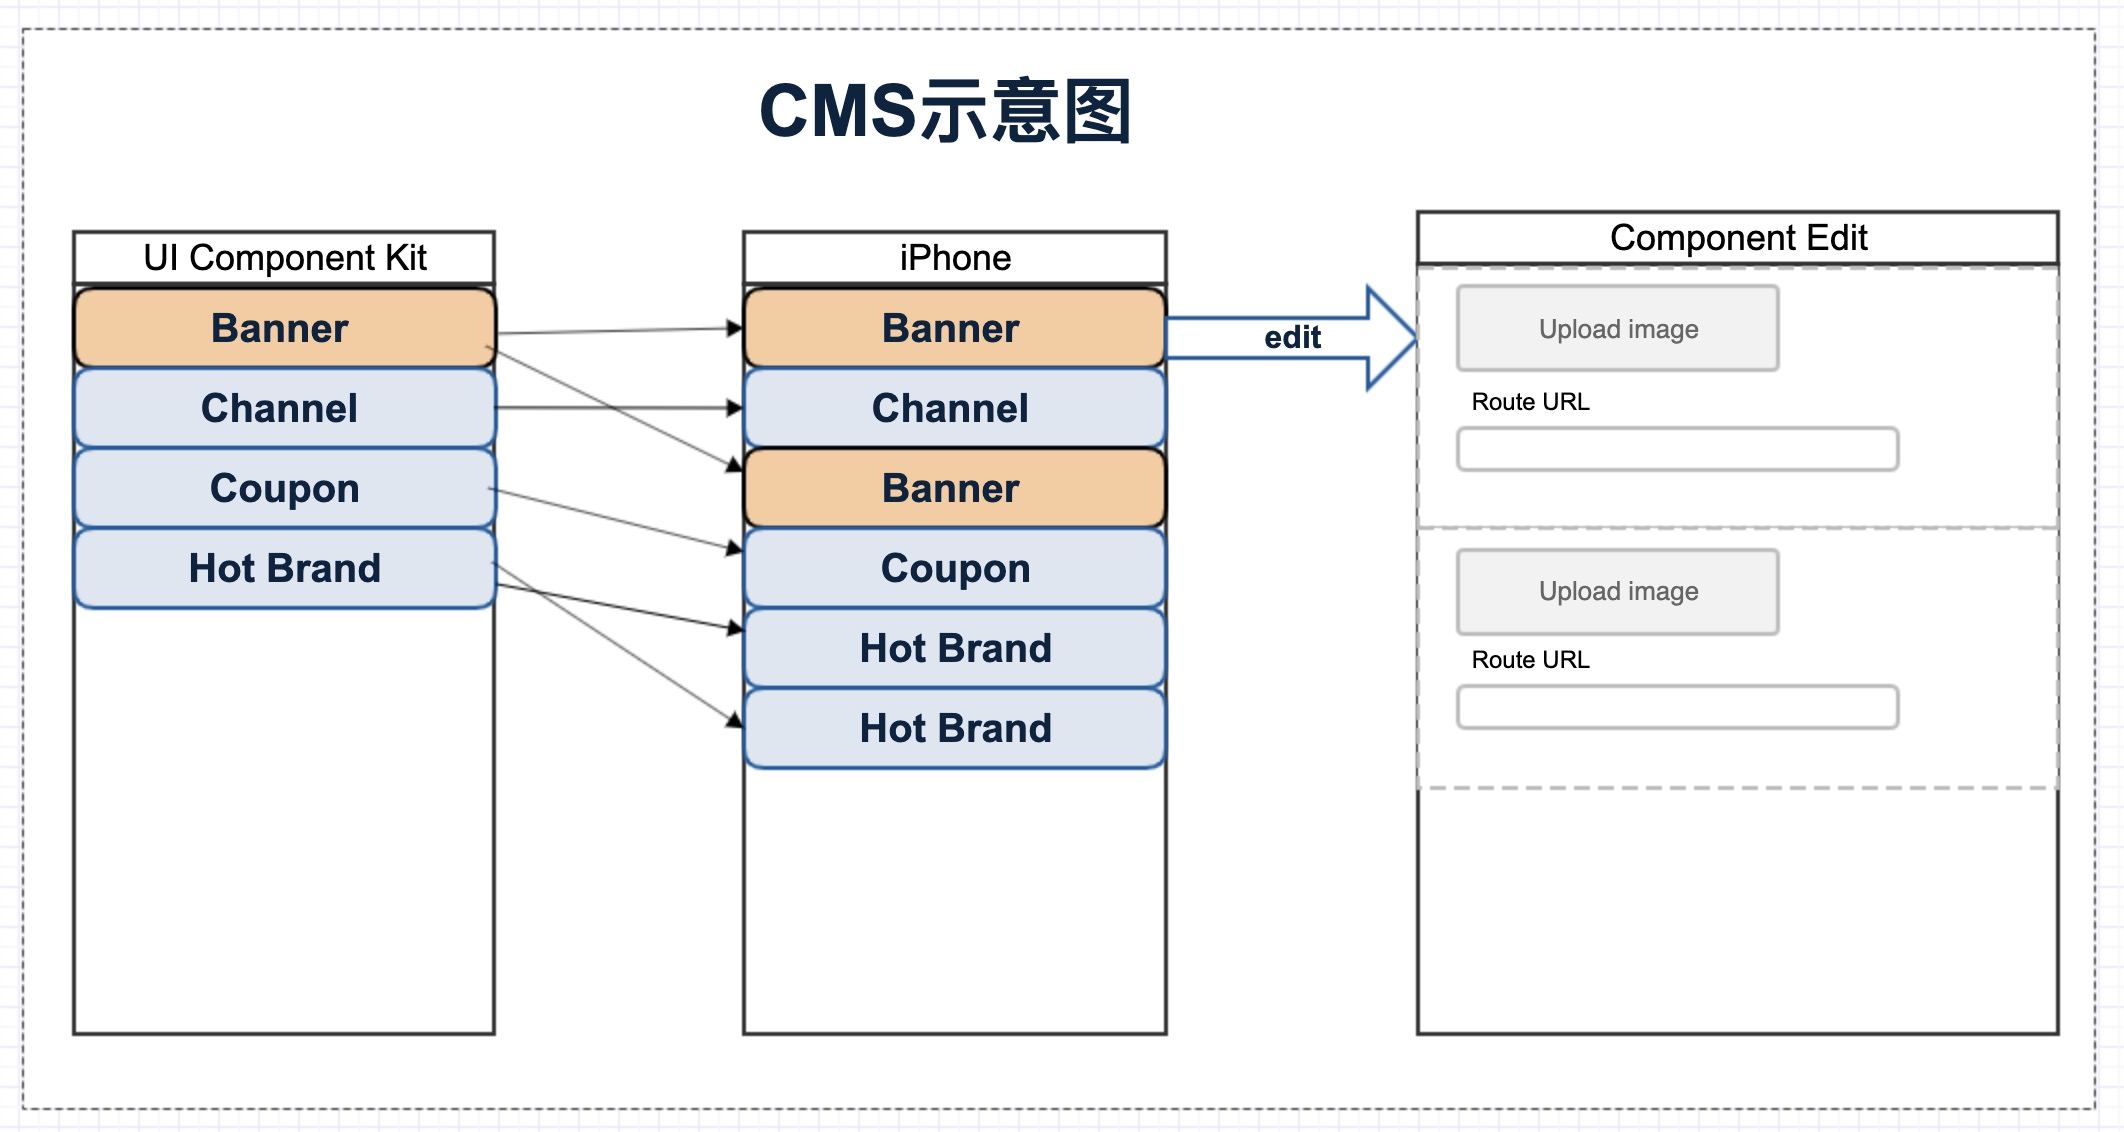 CMS示意图
UI Component Kit
Banner
Channel
Coupon
Hot Brand
iPhone
Banner
Channel
Banner
Coupon
Hot Brand
Hot Brand
edit
Component Edit
Upload image
Route URL
Upload image
Route URL